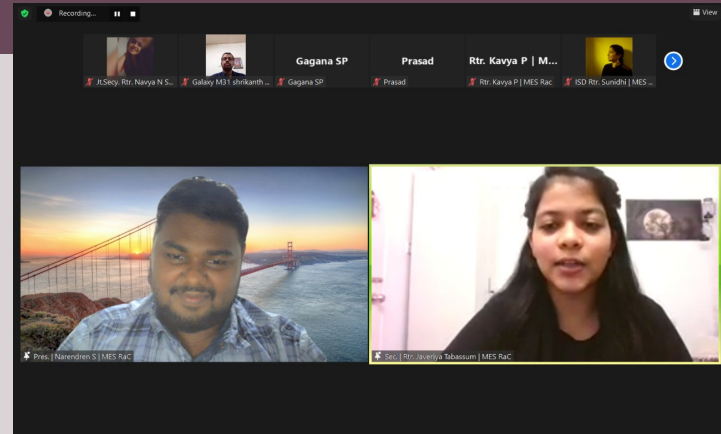 Recording...
View
Gagana SP
Prasad
Rtr. Kavya P | M...
Jt.Secy. Rtr. Navya N S...
Galaxy M31 shrikanth ...
Gagana SP
Prasad
Rtr. Kavya P | MES Rac
ISD Rtr. Sunidhi | MES ...
Pres. | Narendren S | MES RaC
Sec. | Rtr. Javeriya Tabassum | MES RaC